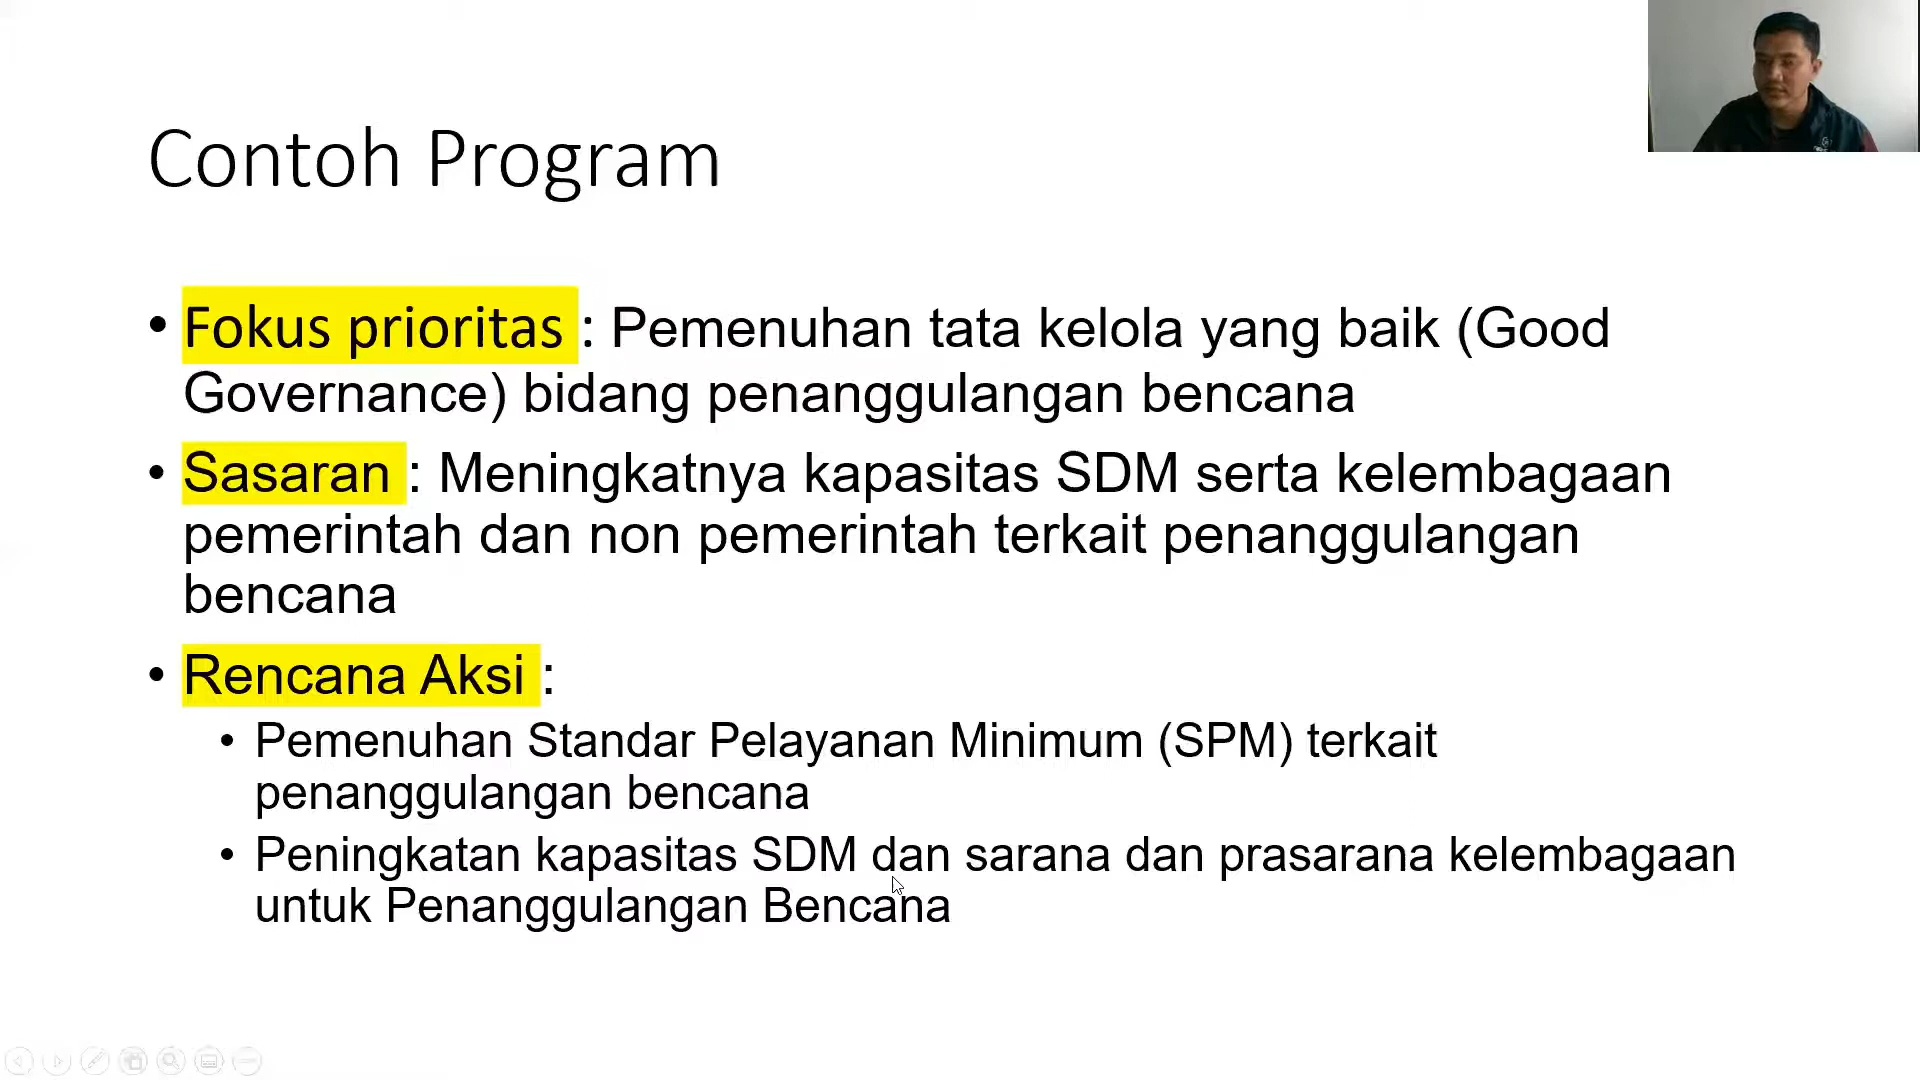 Contoh Program
• Fokus prioritas : Pemenuhan tata kelola yang baik (Good
Governance) bidang penanggulangan bencana
• Sasaran : Meningkatnya kapasitas SDM serta kelembagaan
pemerintah dan non pemerintah terkait penanggulangan
bencana
• Rencana Aksi :
• Pemenuhan Standar Pelayanan Minimum (SPM) terkait
penanggulangan bencana
• Peningkatan kapasitas SDM dan sarana dan prasarana kelembagaan
untuk Penanggulangan Bencana